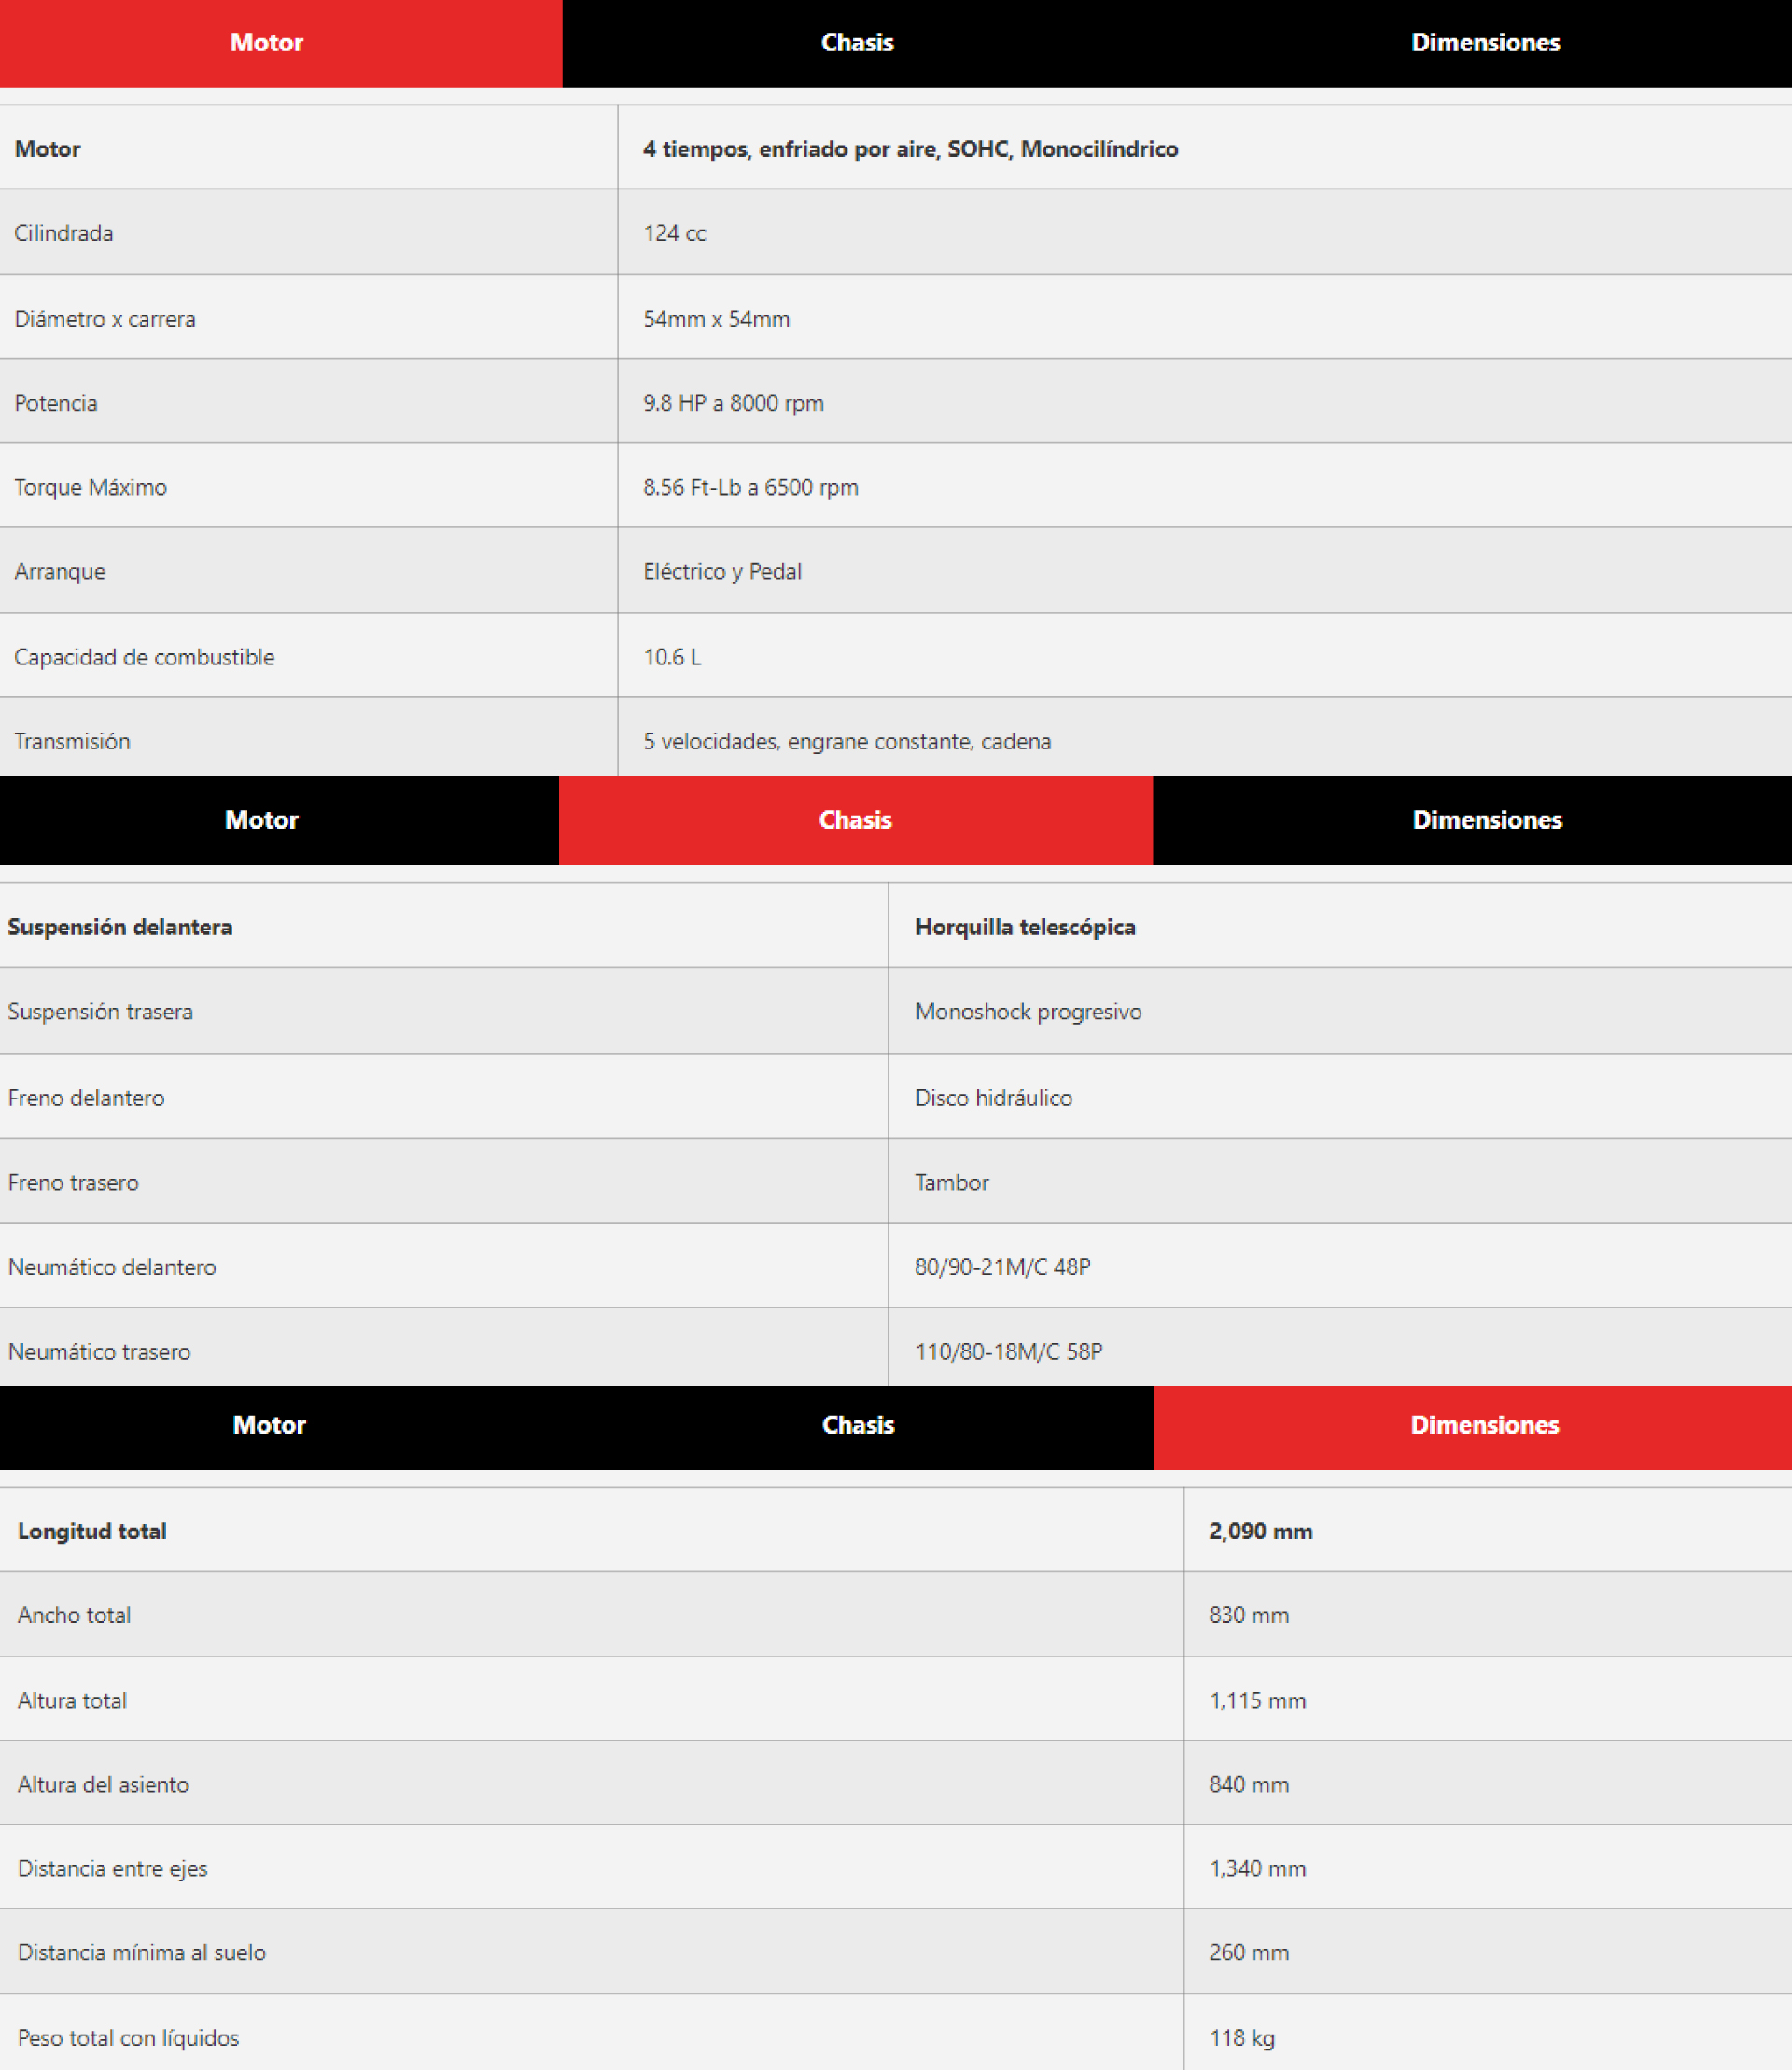 Motor Chasis Dimensiones
Motor 4 tiempos, enfriado por aire, SOHC, Monocilíndrico
Cilindrada 124 cc
Diámetro x carrera 54mm x 54mm
Potencia 9.8 HP a 8000 rpm
Torque Máximo 8.56 Ft-Lb a 6500 rpm
Arranque Eléctrico y Pedal
Capacidad de combustible 10.6 L
Transmisión 5 velocidades, engrane constante, cadena
Motor Chasis Dimensiones
Suspensión delantera Horquilla telescópica
Suspensión trasera Monoshock progresivo
Freno delantero Disco hidráulico
Freno trasero Tambor
Neumático delantero 80/90-21M/C 48P
Neumático trasero 110/80-18M/C 58P
Motor Chasis Dimensiones
Longitud total 2,090 mm
Ancho total 830 mm
Altura total 1,115 mm
Altura del asiento 840 mm
Distancia entre ejes 1,340 mm
Distancia mínima al suelo 260 mm
Peso total con líquidos 118 kg